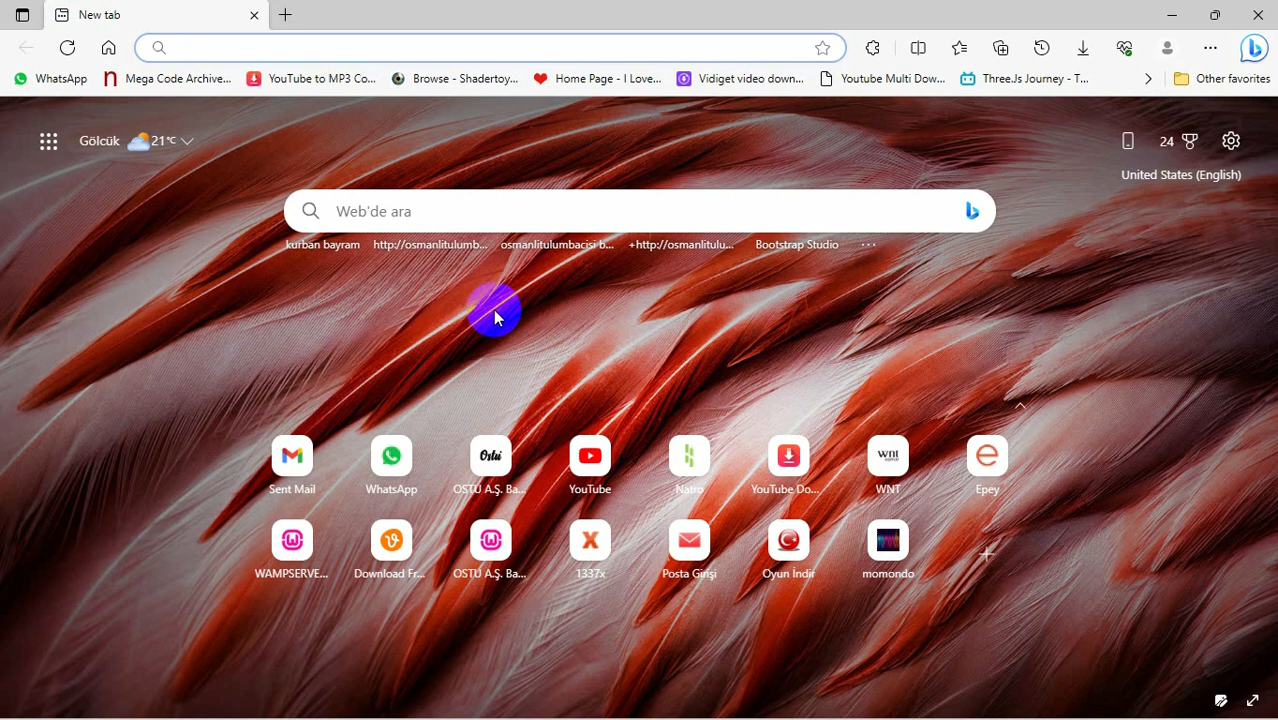 New tab
WhatsApp
Mega Code Archive...
YouTube to MP3 Co...
Browse - Shadertoy...
Home Page - I Love...
Vidget video down...
Youtube Multi Dow...
Three.Js Journey - T...
Other favorites
Gölcük
21°C
24
United States (English)
Web'de ara
kurban bayram
http://osmanlitulumb...
osmanlitulumbacisi b...
+http://osmanlitulu...
Bootstrap Studio
Sent Mail
WhatsApp
Ostu
OSTU A.Ş. Ba...
YouTube
Natro
YouTube Do...
wnt
WNT
Epey
WAMPSERVE...
Download Fr...
OSTU A.Ş. Ba...
1337x
Posta Girişi
Oyun İndir
momondo